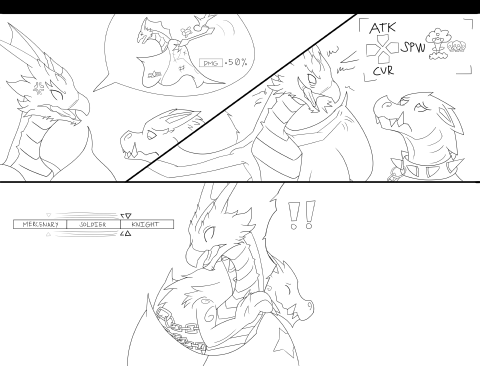 DMG -50%
ATK
SPW
CVR
!!
MERCENARY SOLDIER KNIGHT